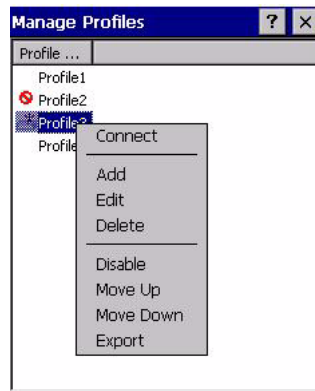 Manage Profiles ? ×
Profile ...
Profile1
Profile2
Profile3
Profile
Connect
Add
Edit
Delete
Disable
Move Up
Move Down
Export